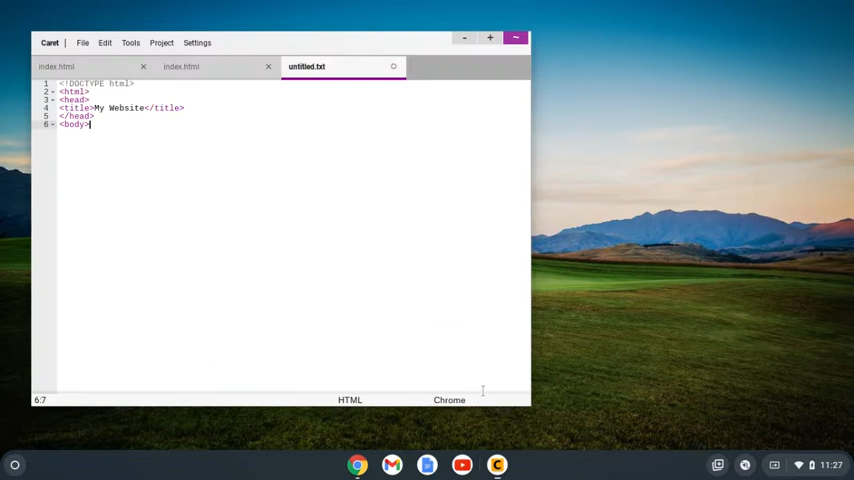 Caret | File Edit Tools Project Settings
- + ~
index.html × index.html × untitled.txt
1 <!DOCTYPE html>
2 <html>
3 <head>
4 <title>My Website</title>
5 </head>
6 <body>
6:7 HTML Chrome
11:27